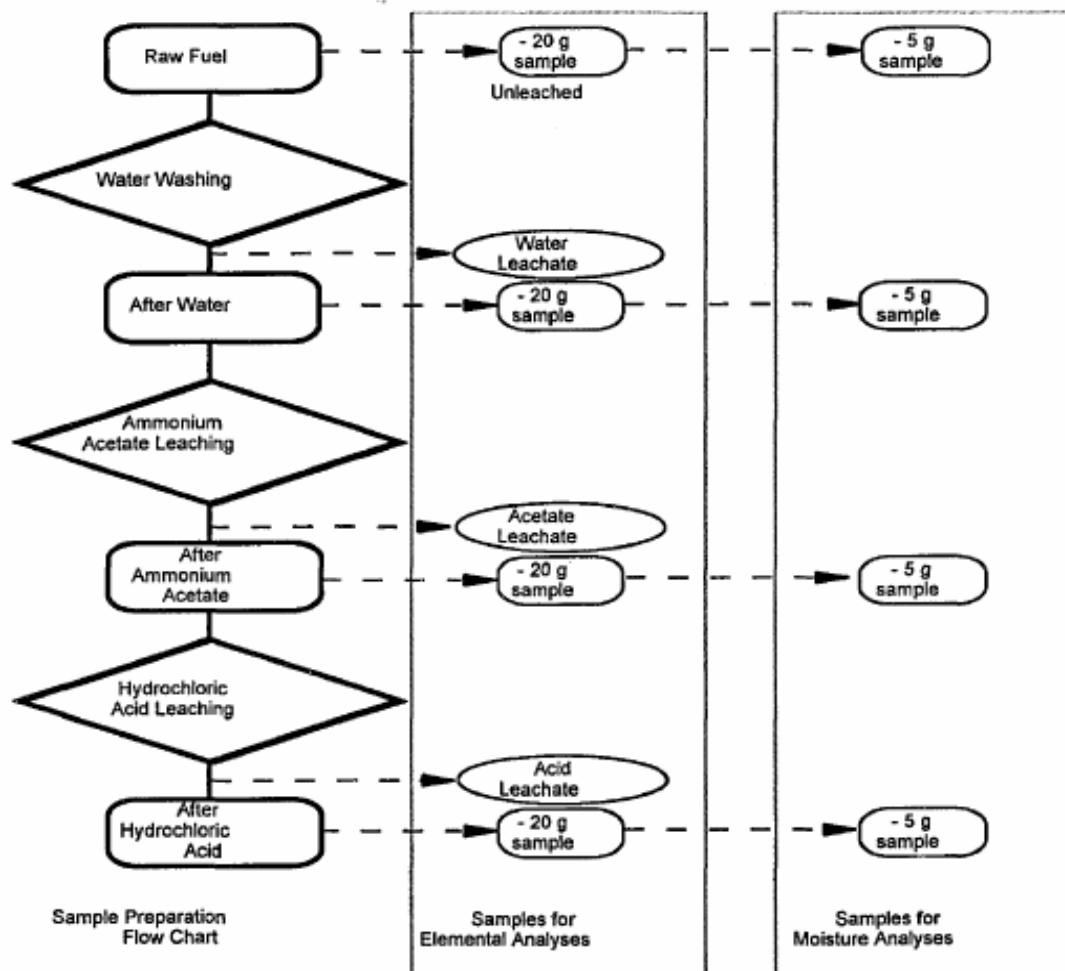 Raw Fuel
- 20 g
sample
- 5 g
sample
Unleached
Water Washing
Water
Leachate
After Water
- 20 g
sample
- 5 g
sample
Ammonium
Acetate Leaching
Acetate
Leachate
After
Ammonium
Acetate
- 20 g
sample
- 5 g
sample
Hydrochloric
Acid Leaching
Acid
Leachate
After
Hydrochloric
Acid
- 20 g
sample
- 5 g
sample
Sample Preparation
Flow Chart
Samples for
Elemental Analyses
Samples for
Moisture Analyses